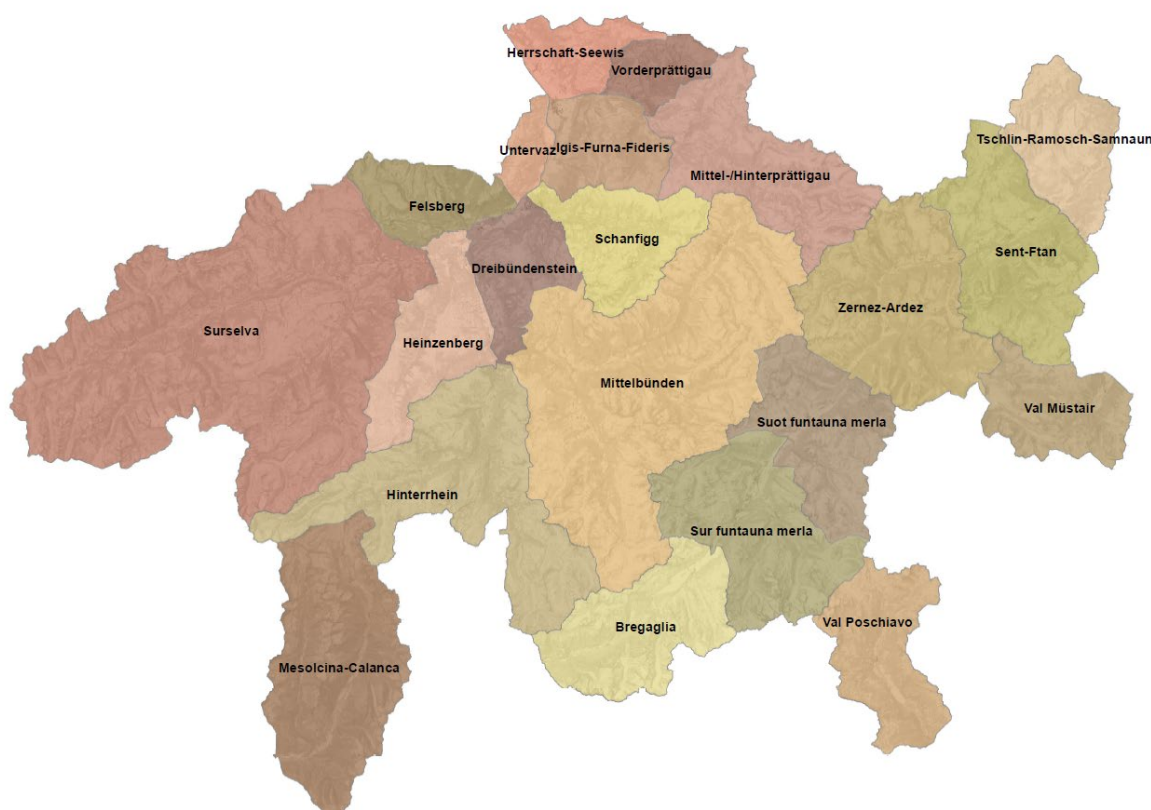 Herrschaft-Seewis
Vorderprättigau
Tschlin-Ramosch-Samnaun
Untervaz
Igis-Furna-Fideris
Mittel-/Hinterprättigau
Felsberg
Schanfigg
Sent-Ftan
Dreibündenstein
Zernez-Ardez
Surselva
Heinzenberg
Mittelbünden
Val Müstair
Suot funtauna merla
Hinterrhein
Sur funtauna merla
Val Poschiavo
Bregaglia
Mesolcina-Calanca